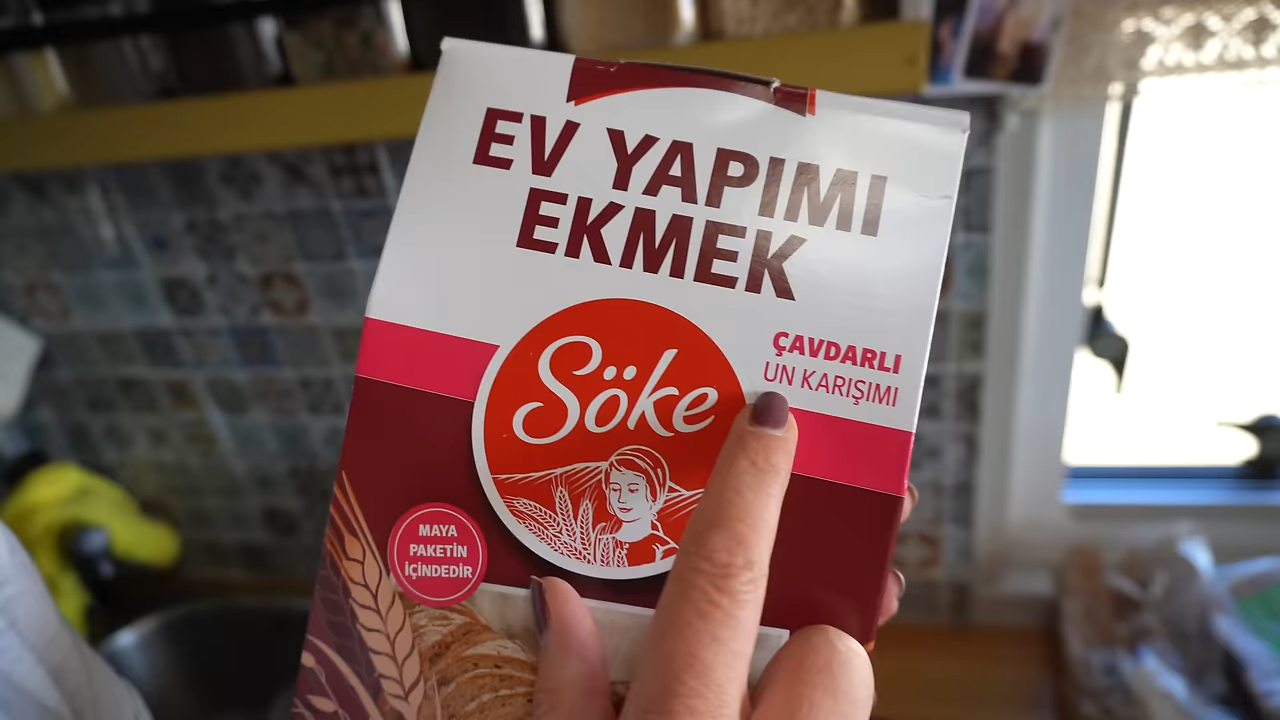 EV YAPIMI
EKMEK
Söke
ÇAVDARLI
UN KARIŞIMI
MAYA
PAKETİN
İÇİNDEDİR